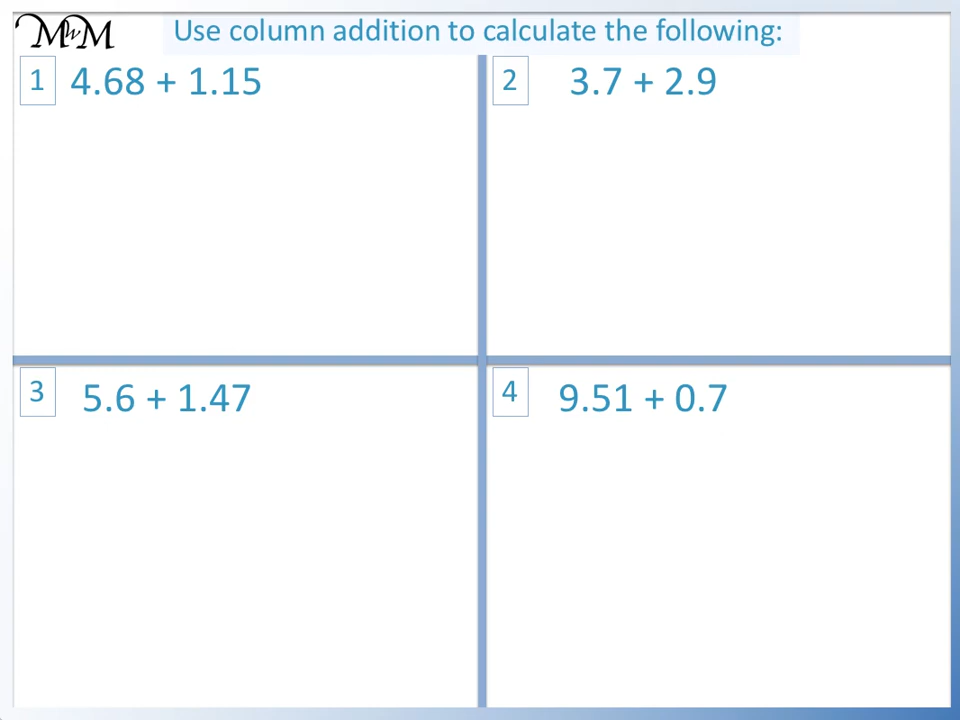 MwM
Use column addition to calculate the following:
1 4.68 + 1.15
2 3.7 + 2.9
3 5.6 + 1.47
4 9.51 + 0.7